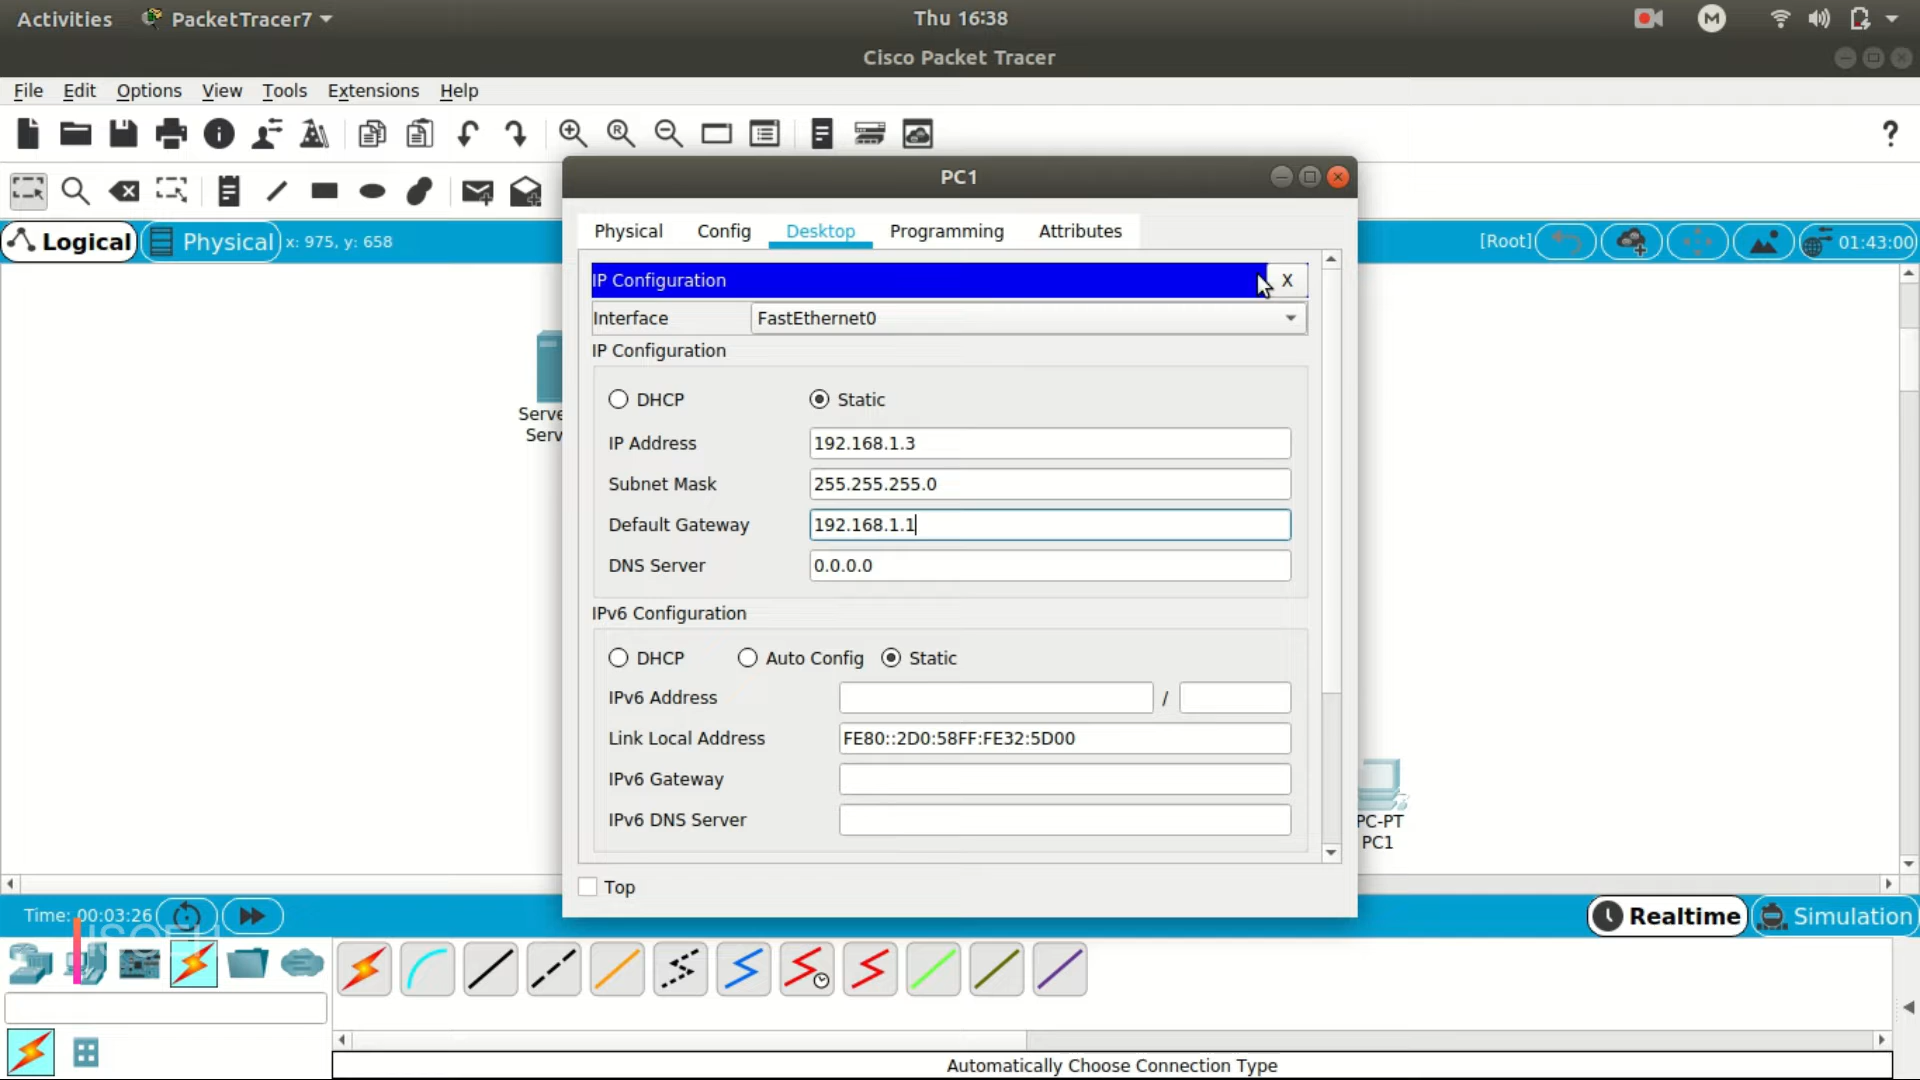 Activities PacketTracer7 Thu 16:38 M
Cisco Packet Tracer
File Edit Options View Tools Extensions Help
R ?
PC1
Physical Config Desktop Programming Attributes
Logical Physical x: 975, y: 658 [Root] 01:43:00
IP Configuration X
Interface FastEthernet0
IP Configuration
DHCP Static
IP Address 192.168.1.3
Subnet Mask 255.255.255.0
Default Gateway 192.168.1.1
DNS Server 0.0.0.0
IPv6 Configuration
DHCP Auto Config Static
IPv6 Address /
Link Local Address FE80::2D0:58FF:FE32:5D00
IPv6 Gateway
IPv6 DNS Server
Top
Serve
Serv
PC-PT
PC1
Time: 00:03:26 Realtime Simulation
Automatically Choose Connection Type